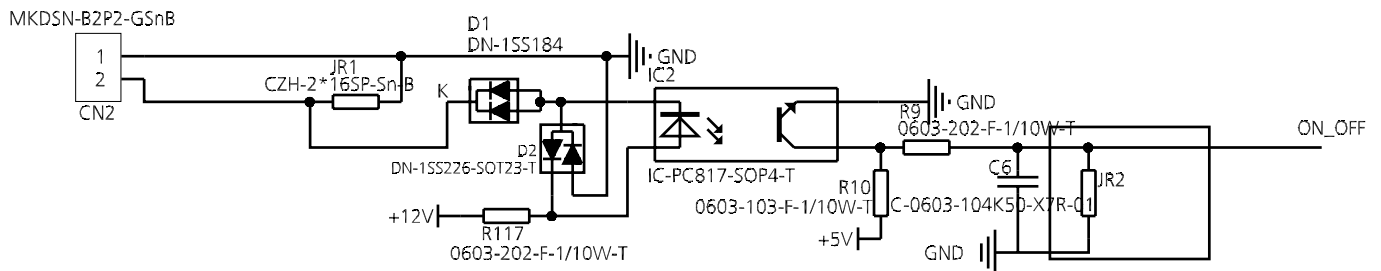 MKDSN-B2P2-GSnB
1
2
CN2
JR1
CZH-2*16SP-Sn-B
D1
DN-1SS184
K
GND
IC2
D2
DN-1SS226-SOT23-T
IC-PC817-SOP4-T
+12V
R117
0603-202-F-1/10W-T
GND
R9
0603-202-F-1/10W-T
ON_OFF
R10
0603-103-F-1/10W-T
+5V
C6
C-0603-104K50-X7R-01
JR2
GND